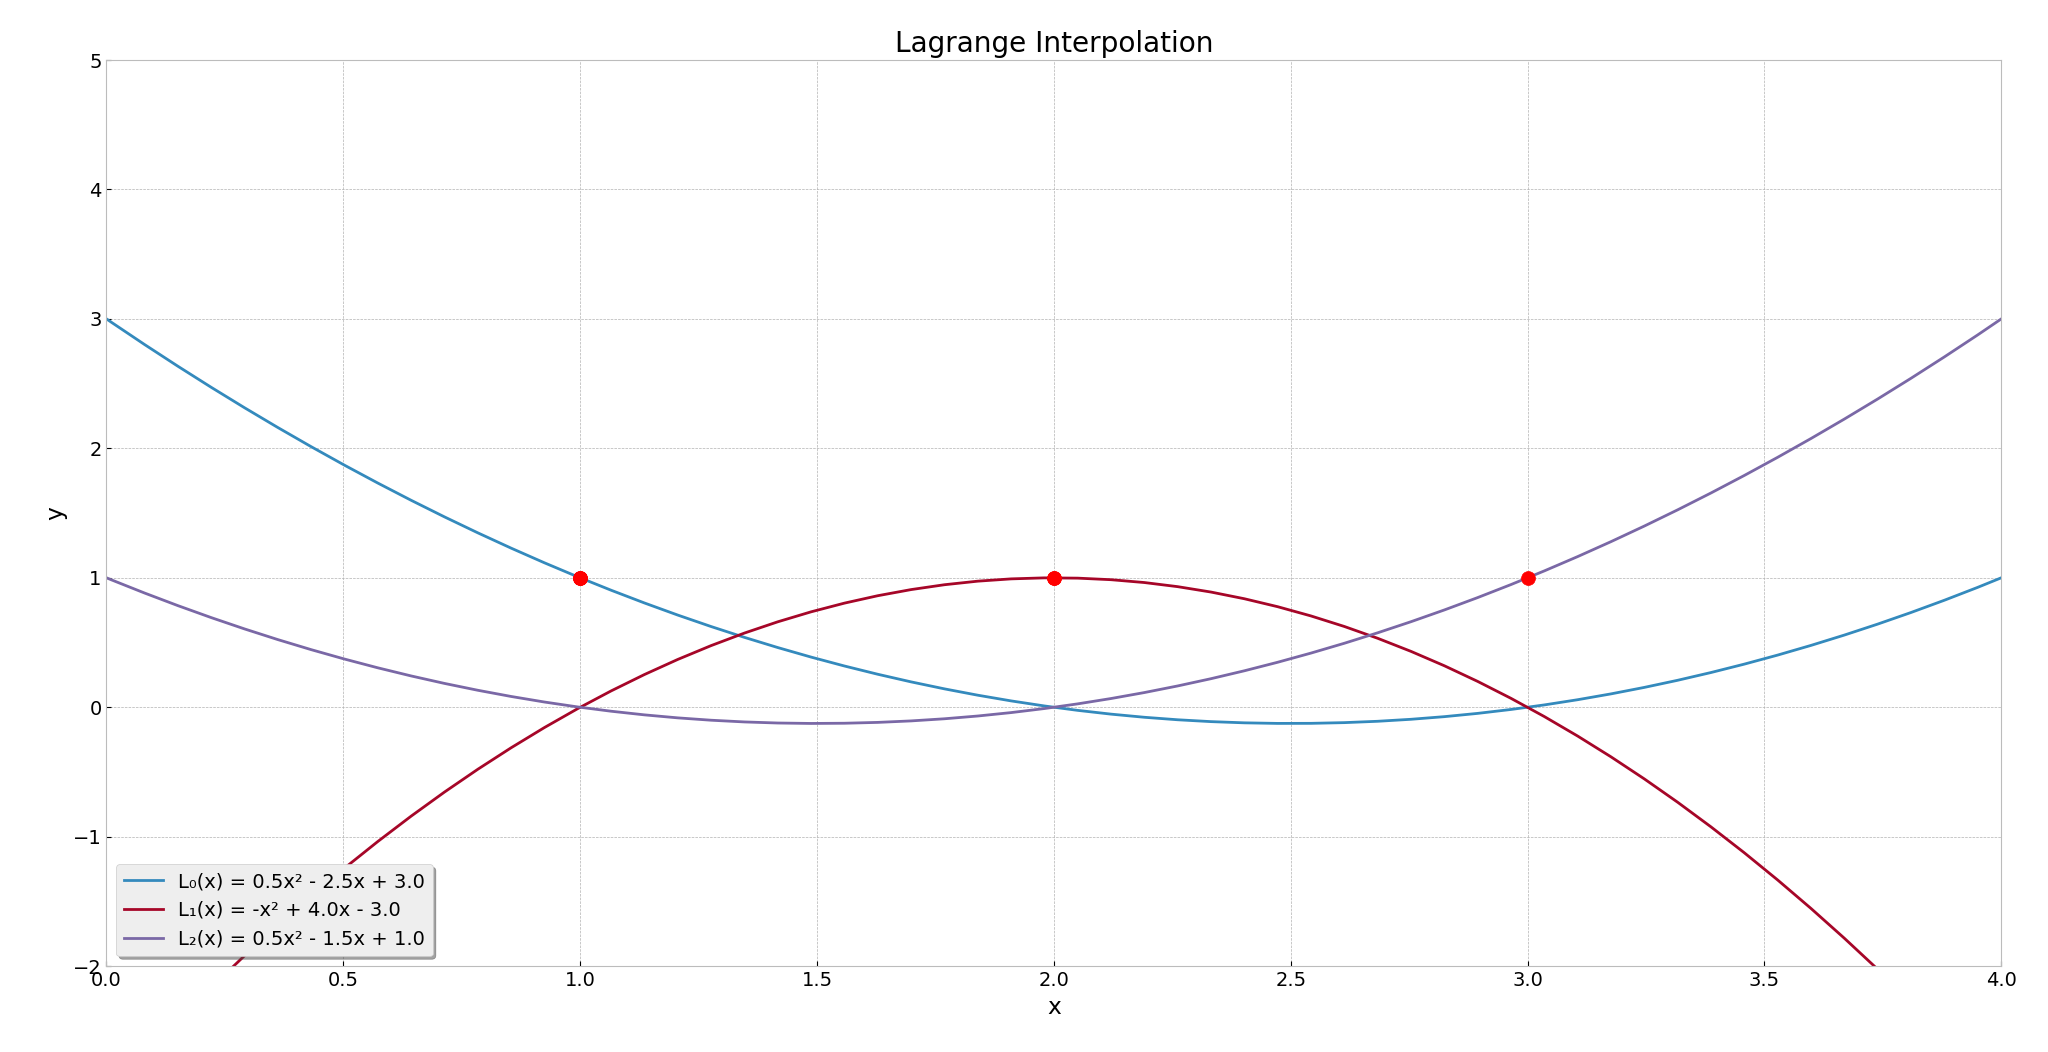 Lagrange Interpolation
5
4
3
2
1
0
−1
−2
y
0.0 0.5 1.0 1.5 2.0 2.5 3.0 3.5 4.0
x
L₀(x) = 0.5x² - 2.5x + 3.0
L₁(x) = -x² + 4.0x - 3.0
L₂(x) = 0.5x² - 1.5x + 1.0